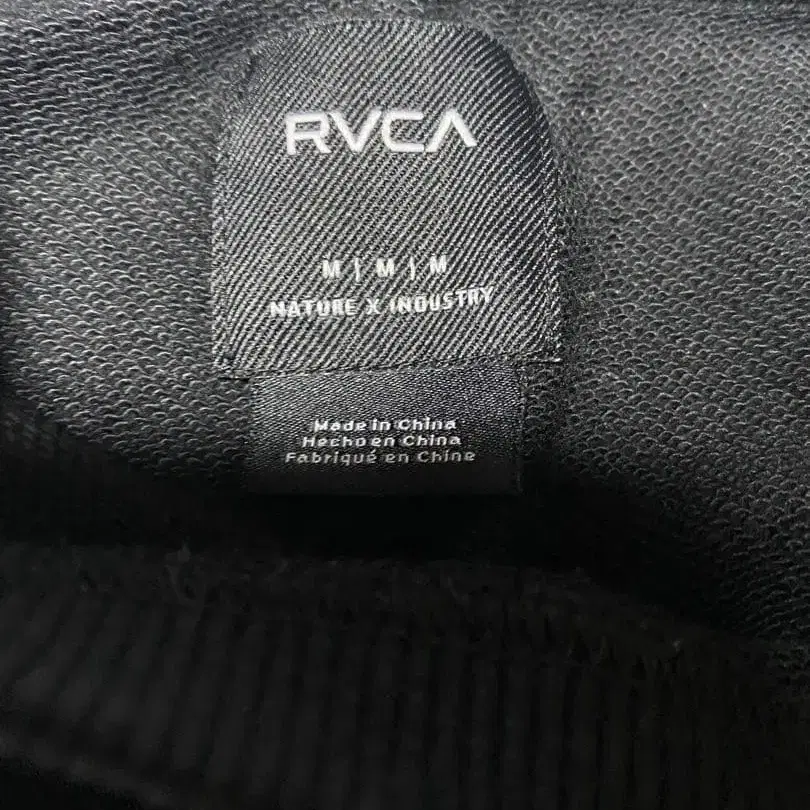 RVCA
M | M | M
NATURE X INDUSTRY
Made in China
Hecho en China
Fabriqué en Chine